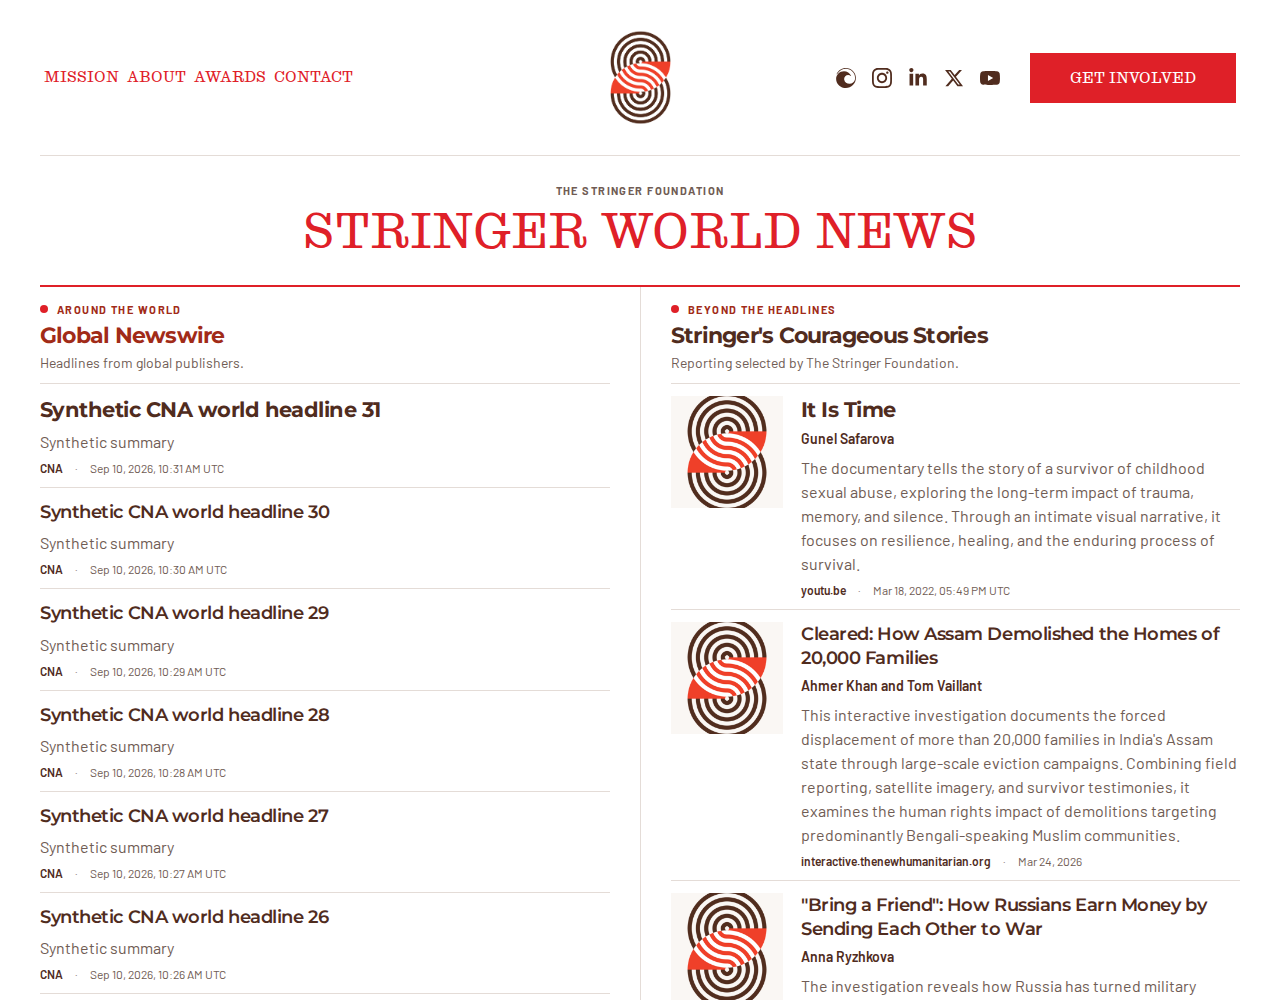 MISSION ABOUT AWARDS CONTACT
GET INVOLVED
THE STRINGER FOUNDATION
STRINGER WORLD NEWS
AROUND THE WORLD
Global Newswire
Headlines from global publishers.
Synthetic CNA world headline 31
Synthetic summary
CNA · Sep 10, 2026, 10:31 AM UTC
Synthetic CNA world headline 30
Synthetic summary
CNA · Sep 10, 2026, 10:30 AM UTC
Synthetic CNA world headline 29
Synthetic summary
CNA · Sep 10, 2026, 10:29 AM UTC
Synthetic CNA world headline 28
Synthetic summary
CNA · Sep 10, 2026, 10:28 AM UTC
Synthetic CNA world headline 27
Synthetic summary
CNA · Sep 10, 2026, 10:27 AM UTC
Synthetic CNA world headline 26
Synthetic summary
CNA · Sep 10, 2026, 10:26 AM UTC
BEYOND THE HEADLINES
Stringer's Courageous Stories
Reporting selected by The Stringer Foundation.
It Is Time
Gunel Safarova
The documentary tells the story of a survivor of childhood
sexual abuse, exploring the long-term impact of trauma,
memory, and silence. Through an intimate visual narrative, it
focuses on resilience, healing, and the enduring process of
survival.
youtu.be · Mar 18, 2022, 05:49 PM UTC
Cleared: How Assam Demolished the Homes of
20,000 Families
Ahmer Khan and Tom Vaillant
This interactive investigation documents the forced
displacement of more than 20,000 families in India's Assam
state through large-scale eviction campaigns. Combining field
reporting, satellite imagery, and survivor testimonies, it
examines the human rights impact of demolitions targeting
predominantly Bengali-speaking Muslim communities.
interactive.thenewhumanitarian.org · Mar 24, 2026
"Bring a Friend": How Russians Earn Money by
Sending Each Other to War
Anna Ryzhkova
The investigation reveals how Russia has turned military